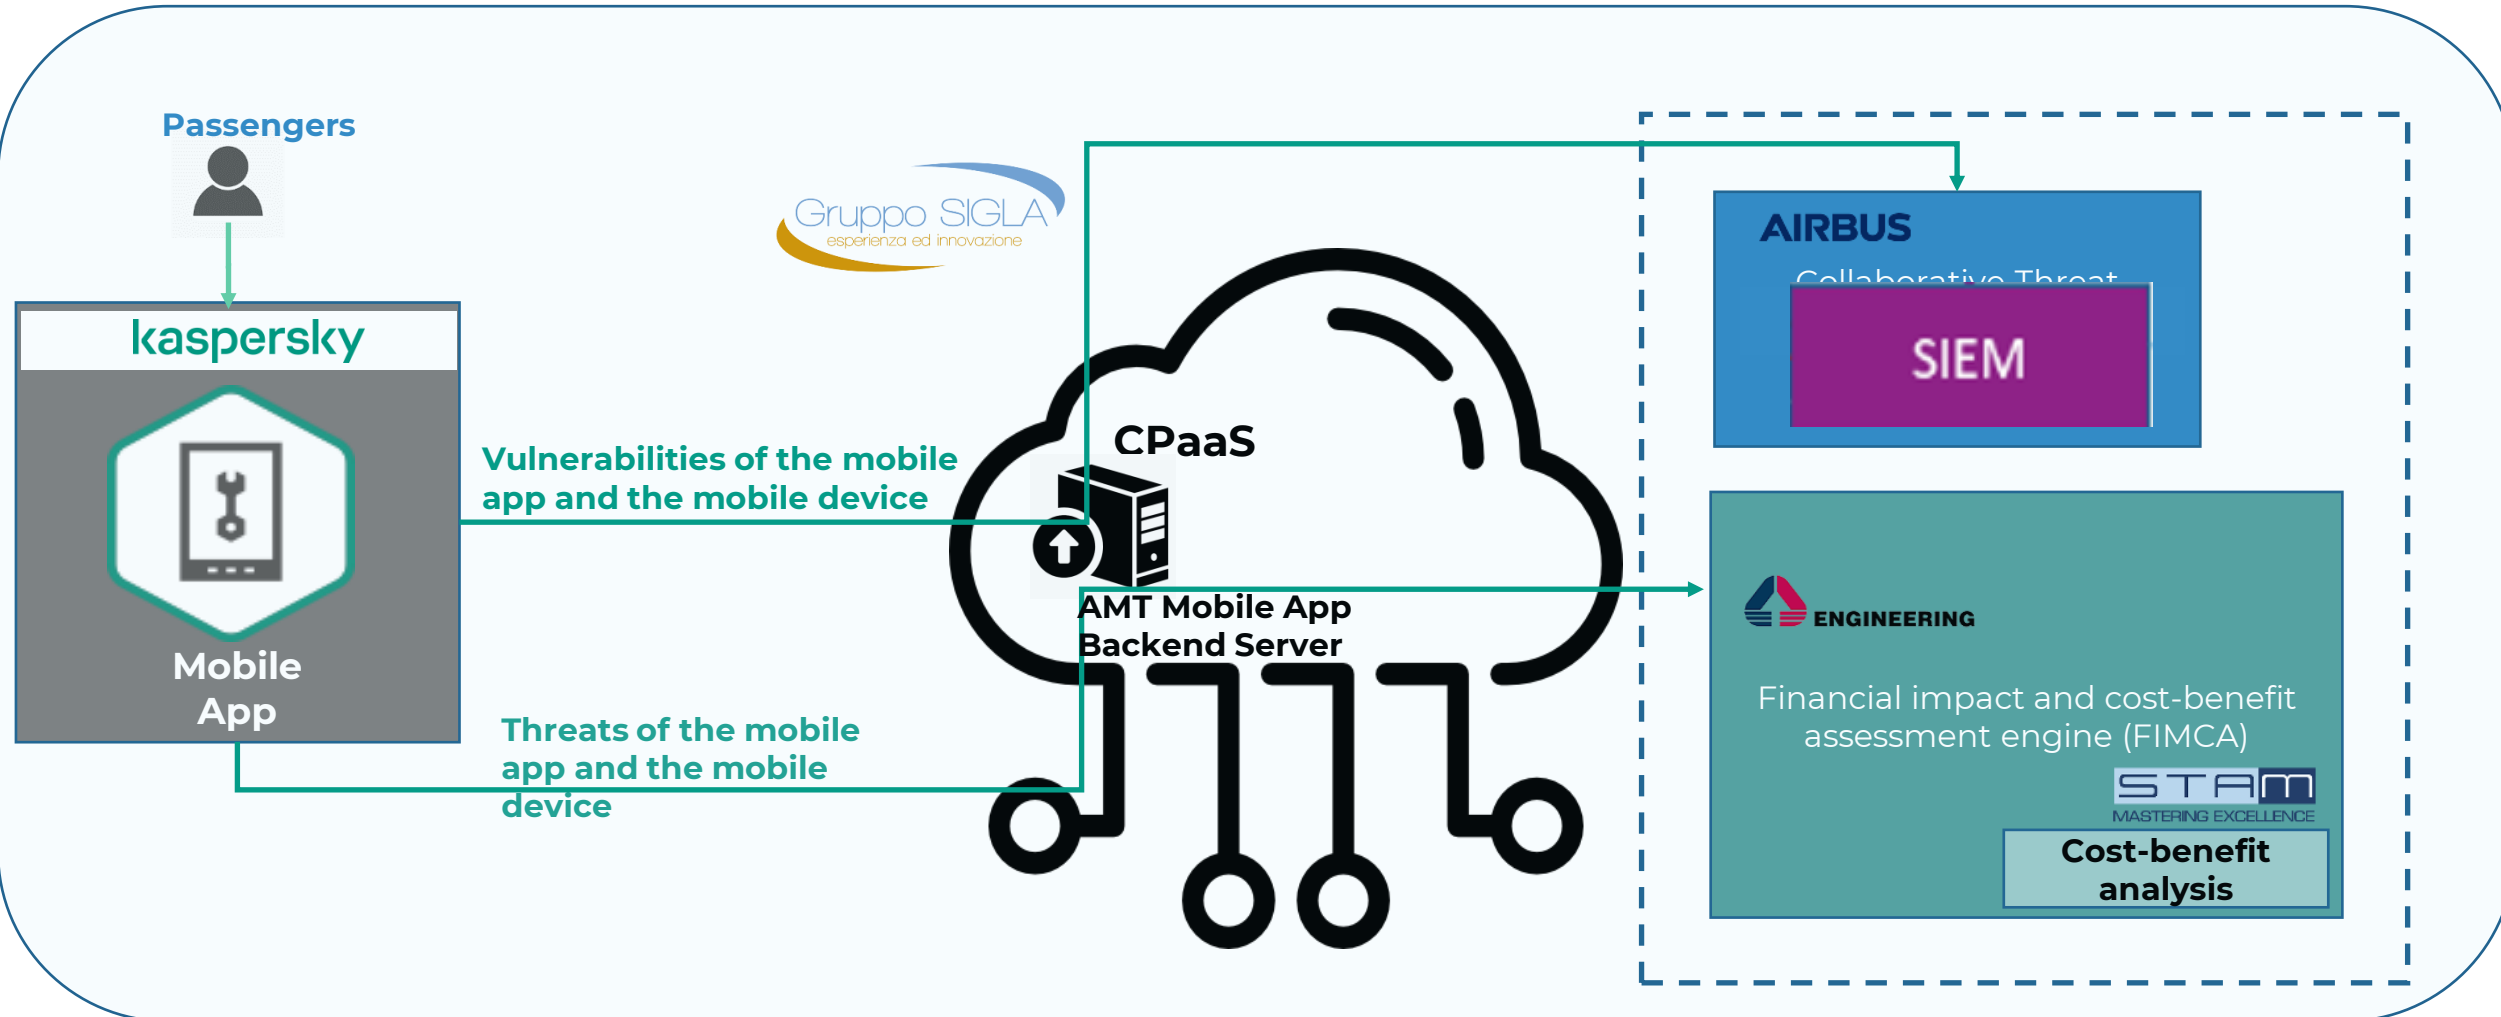 Passengers
kaspersky
Mobile
App
Vulnerabilities of the mobile
app and the mobile device
Threats of the mobile
app and the mobile
device
Gruppo SIGLA
esperienza ed innovazione
CPaaS
AMT Mobile App
Backend Server
AIRBUS
Collaborative Threat
SIEM
ENGINEERING
Financial impact and cost-benefit
assessment engine (FIMCA)
STAM
MASTERING EXCELLENCE
Cost-benefit
analysis